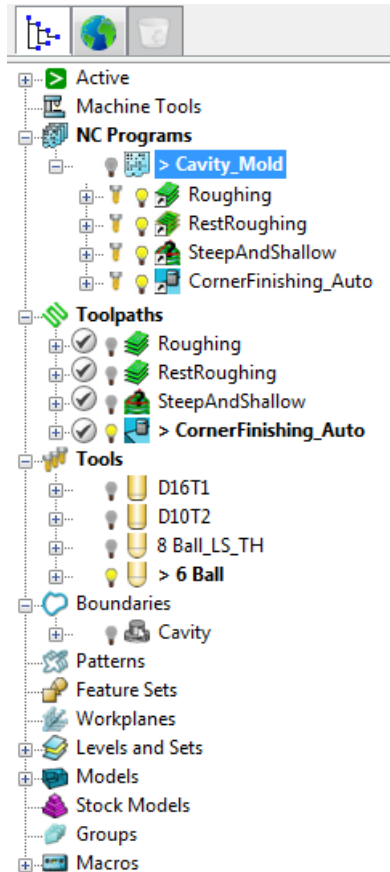 Active
Machine Tools
NC Programs
> Cavity_Mold
Roughing
RestRoughing
SteepAndShallow
CornerFinishing_Auto
Toolpaths
Roughing
RestRoughing
SteepAndShallow
> CornerFinishing_Auto
Tools
D16T1
D10T2
8 Ball_LS_TH
> 6 Ball
Boundaries
Cavity
Patterns
Feature Sets
Workplanes
Levels and Sets
Models
Stock Models
Groups
Macros